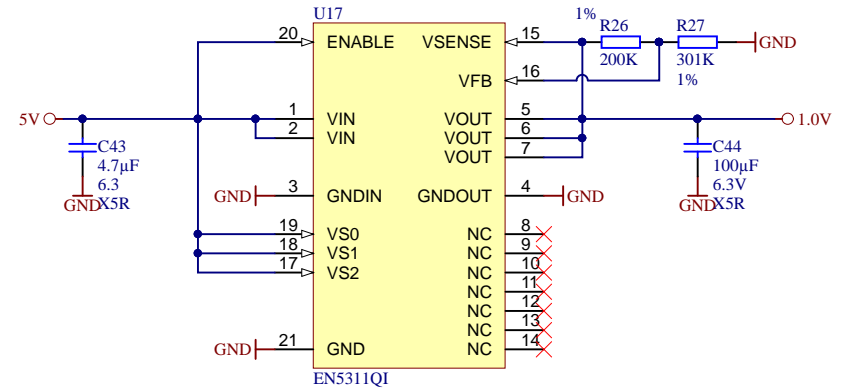 U17
1%
R26
R27
20
ENABLE
VSENSE
15
GND
200K
301K
VFB
16
1%
5V
1
VIN
VOUT
5
1.0V
2
VIN
VOUT
6
C43
VOUT
7
C44
4.7µF
100µF
6.3
6.3V
GND
3
GNDIN
GNDOUT
4
GND
GND
X5R
GND
X5R
19
VS0
NC
8
18
VS1
NC
9
17
VS2
NC
10
NC
11
NC
12
NC
13
GND
21
GND
NC
14
EN5311QI